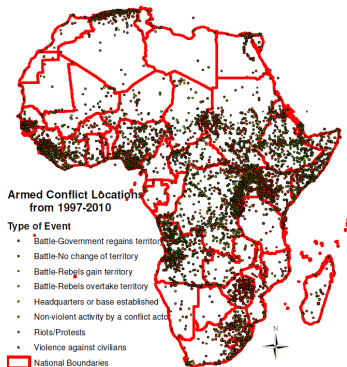 Armed Conflict Locations
from 1997-2010
Type of Event
Battle-Government regains territory
Battle-No change of territory
Battle-Rebels gain territory
Battle-Rebels overtake territory
Headquarters or base established
Non-violent activity by a conflict acto
Riots/Protests
Violence against civilians
National Boundaries
N